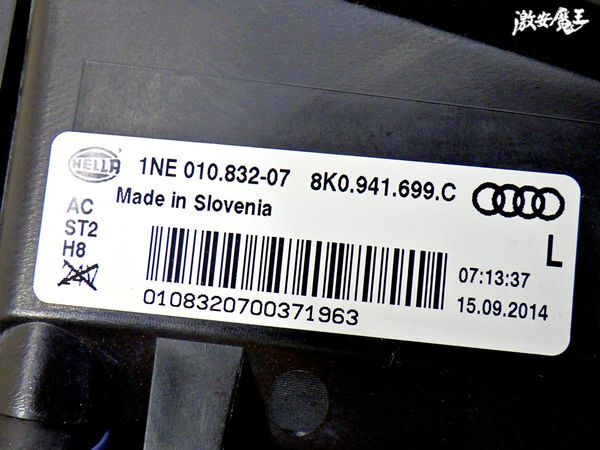 激安魔王
HELLA
1NE 010.832-07 8K0.941.699.C
Made in Slovenia
AC
ST2
H8
L
07:13:37
15.09.2014
0108320700371963